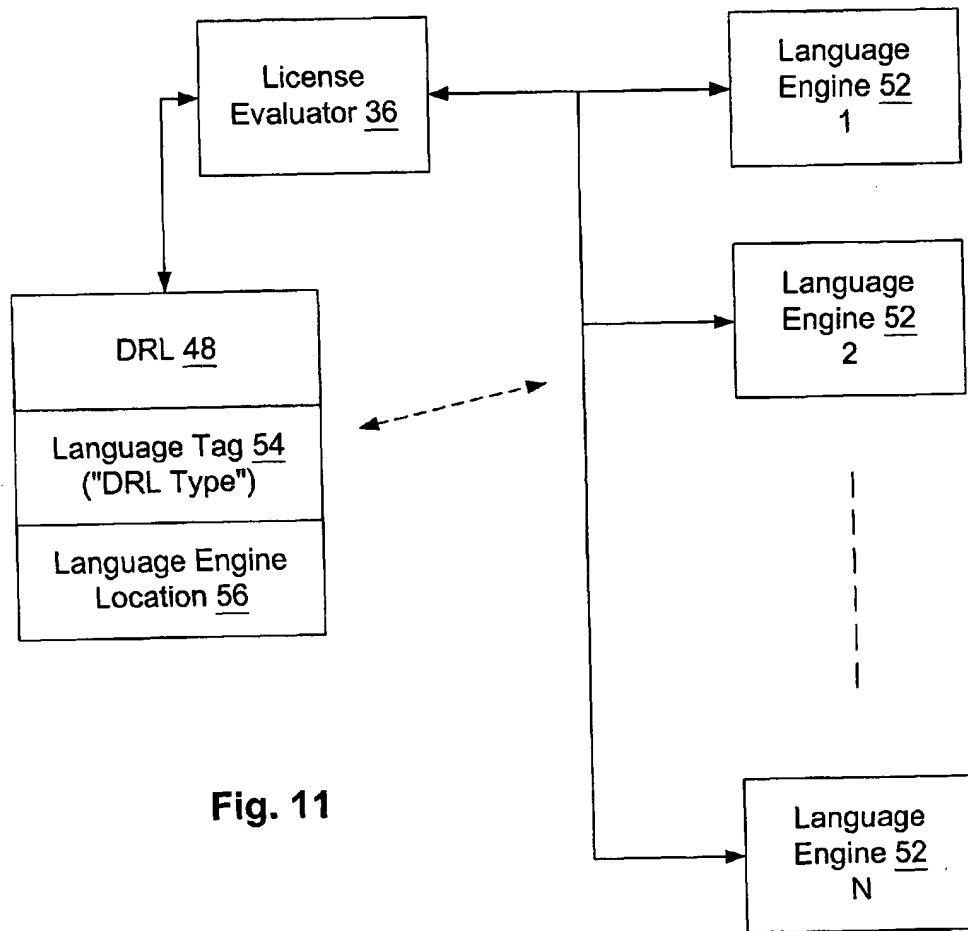 License
Evaluator 36
Language
Engine 52
1
Language
Engine 52
2
DRL 48
Language Tag 54
("DRL Type")
Language Engine
Location 56
Fig. 11
Language
Engine 52
N